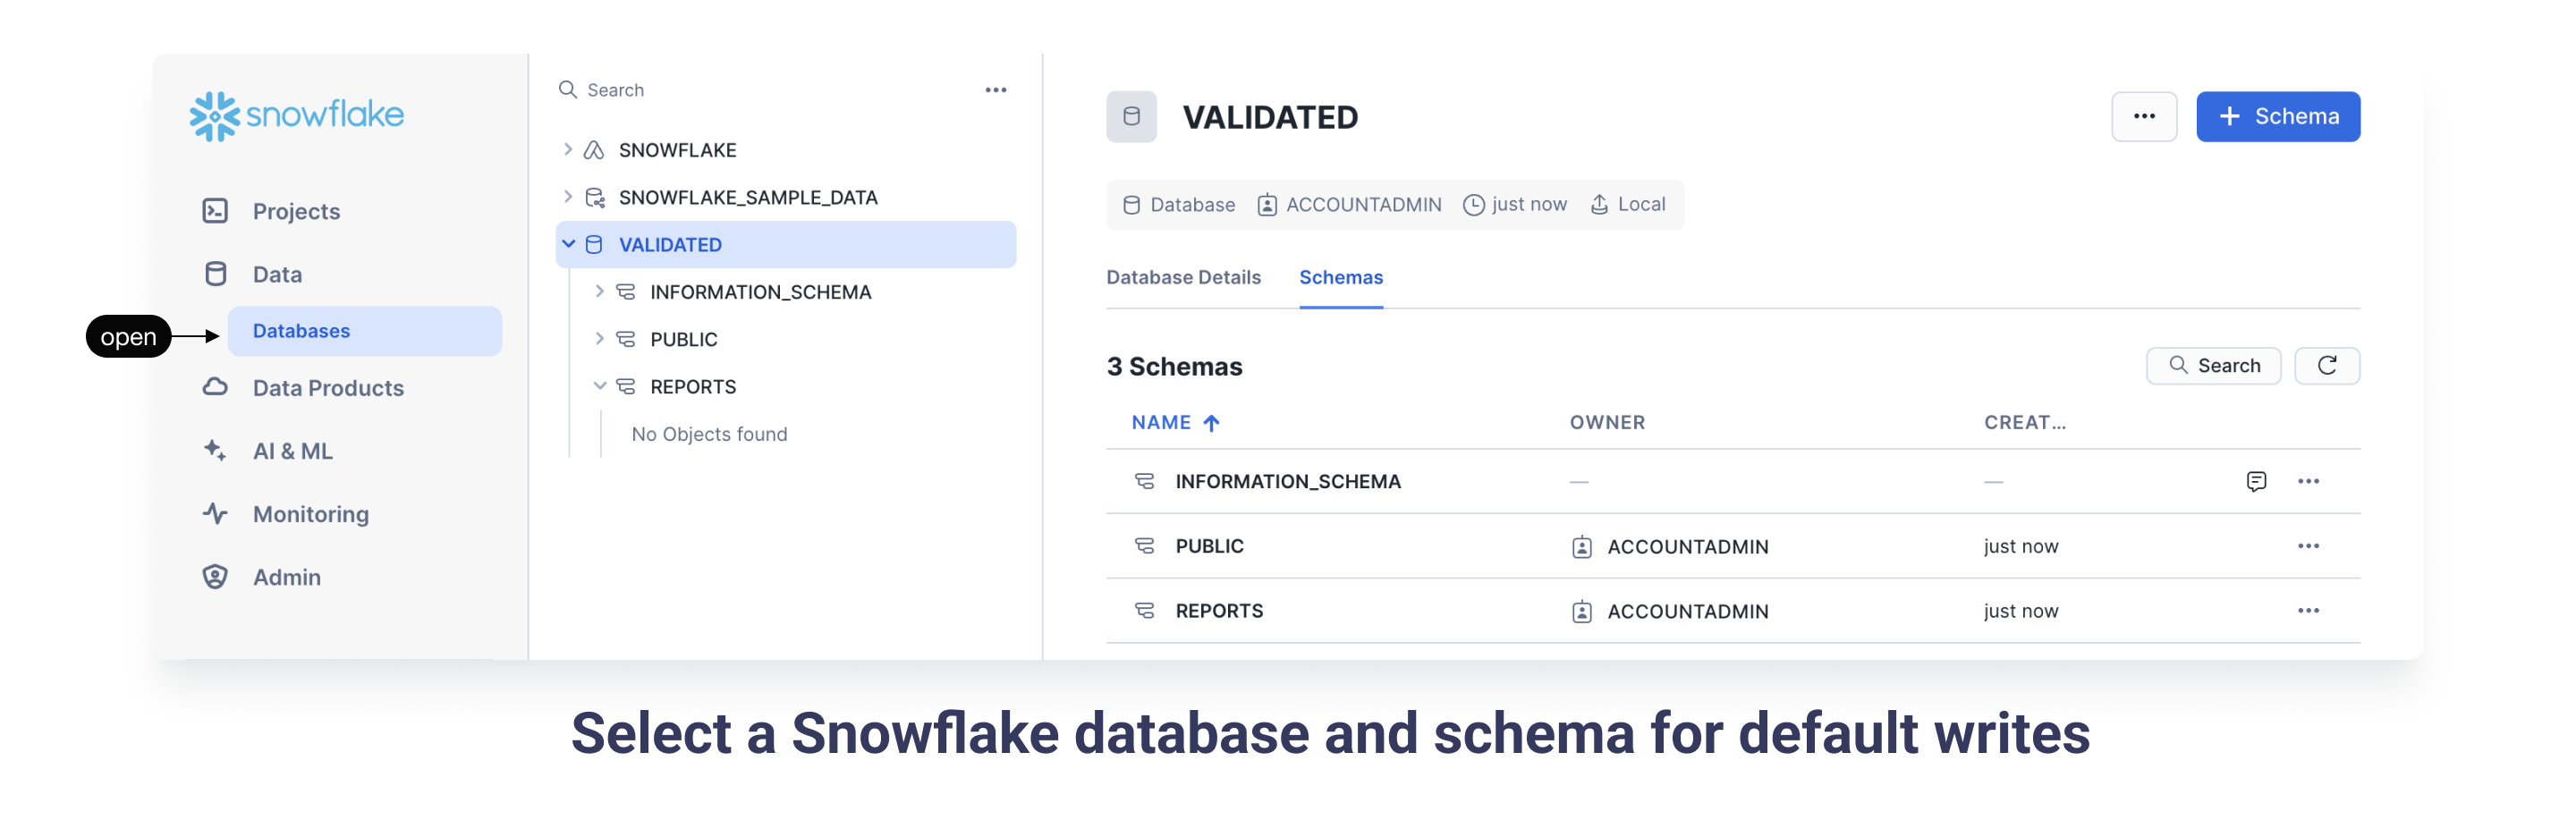 snowflake
Projects
Data
open
Databases
Data Products
AI & ML
Monitoring
Admin
Search
SNOWFLAKE
SNOWFLAKE_SAMPLE_DATA
VALIDATED
INFORMATION_SCHEMA
PUBLIC
REPORTS
No Objects found
VALIDATED
... + Schema
Database ACCOUNTADMIN just now Local
Database Details Schemas
3 Schemas Search
NAME OWNER CREAT...
INFORMATION_SCHEMA — —
PUBLIC ACCOUNTADMIN just now
REPORTS ACCOUNTADMIN just now
Select a Snowflake database and schema for default writes